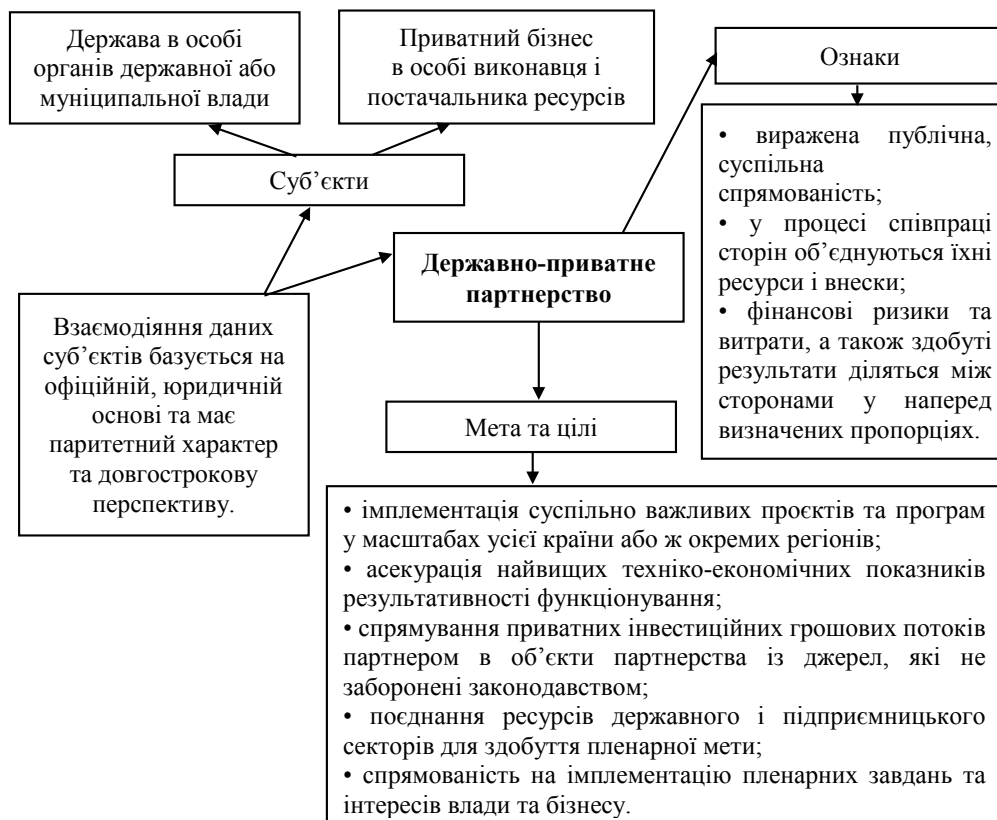 Держава в особі
органів державної або
муніципальної влади
Приватний бізнес
в особі виконавця і
постачальника ресурсів
Ознаки
Суб’єкти
• виражена публічна,
суспільна
спрямованість;
• у процесі співпраці
сторін об’єднуються їхні
ресурси і внески;
• фінансові ризики та
витрати, а також здобуті
результати діляться між
сторонами у наперед
визначених пропорціях.
Державно-приватне
партнерство
Взаємодіяння даних
суб’єктів базується на
офіційній, юридичній
основі та має
паритетний характер
та довгострокову
перспективу.
Мета та цілі
• імплементація суспільно важливих проєктів та програм
у масштабах усієї країни або ж окремих регіонів;
• асекурація найвищих техніко-економічних показників
результативності функціонування;
• спрямування приватних інвестиційних грошових потоків
партнером в об’єкти партнерства із джерел, які не
заборонені законодавством;
• поєднання ресурсів державного і підприємницького
секторів для здобуття пленарної мети;
• спрямованість на імплементацію пленарних завдань та
інтересів влади та бізнесу.